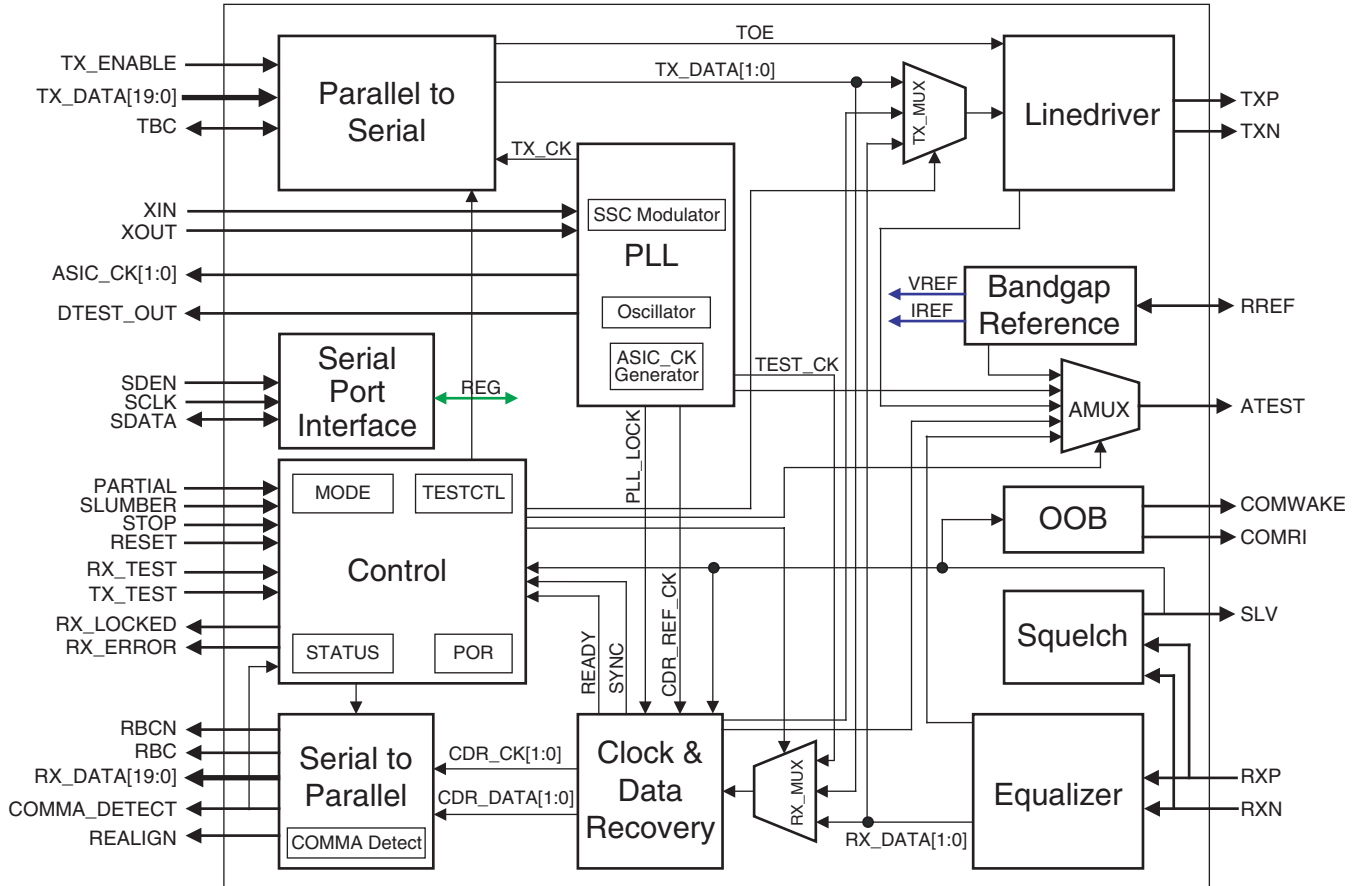 TX_ENABLE
TX_DATA[19:0]
TBC
Parallel to
Serial
TOE
TX_DATA[1:0]
TX_MUX
Linedriver
TXP
TXN
TX_CK
XIN
XOUT
ASIC_CK[1:0]
DTEST_OUT
SSC Modulator
PLL
Oscillator
ASIC_CK
Generator
VREF
IREF
Bandgap
Reference
RREF
SDEN
SCLK
SDATA
Serial
Port
Interface
REG
TEST_CK
AMUX
ATEST
PLL_LOCK
CDR_REF_CK
PARTIAL
SLUMBER
STOP
RESET
RX_TEST
TX_TEST
RX_LOCKED
RX_ERROR
MODE
TESTCTL
Control
STATUS
POR
READY
SYNC
OOB
COMWAKE
COMRI
Squelch
SLV
RBCN
RBC
RX_DATA[19:0]
COMMA_DETECT
REALIGN
Serial to
Parallel
COMMA Detect
CDR_CK[1:0]
CDR_DATA[1:0]
Clock &
Data
Recovery
RX_MUX
RX_DATA[1:0]
Equalizer
RXP
RXN